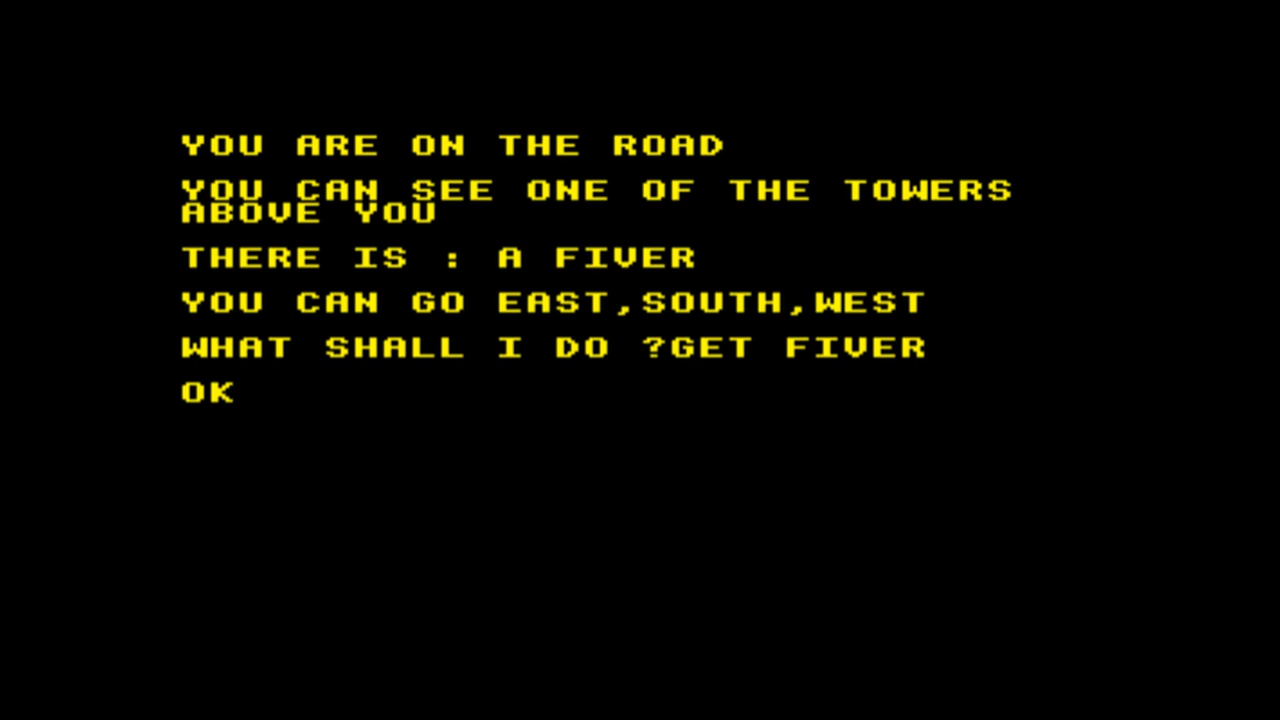 YOU ARE ON THE ROAD
YOU CAN SEE ONE OF THE TOWERS
ABOVE YOU
THERE IS : A FIVER
YOU CAN GO EAST,SOUTH,WEST
WHAT SHALL I DO ?GET FIVER
OK